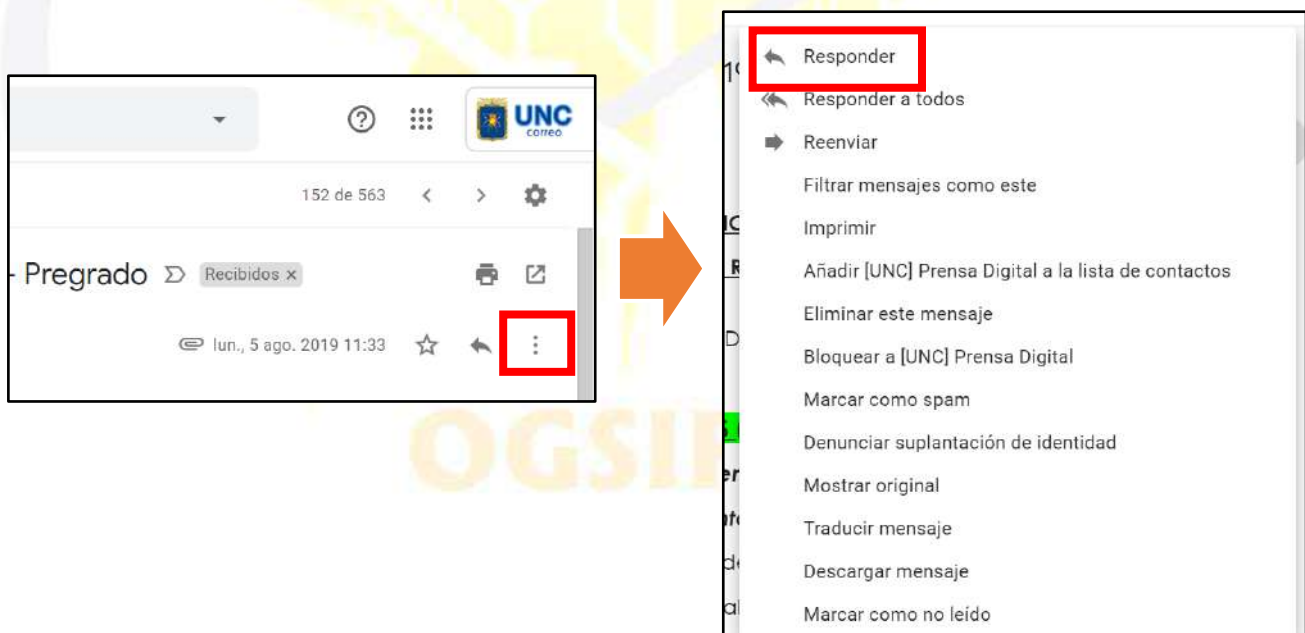 UNC
correo
152 de 563
- Pregrado
Recibidos ×
lun., 5 ago. 2019 11:33
Responder
Responder a todos
Reenviar
Filtrar mensajes como este
Imprimir
Añadir [UNC] Prensa Digital a la lista de contactos
Eliminar este mensaje
Bloquear a [UNC] Prensa Digital
Marcar como spam
Denunciar suplantación de identidad
Mostrar original
Traducir mensaje
Descargar mensaje
Marcar como no leído